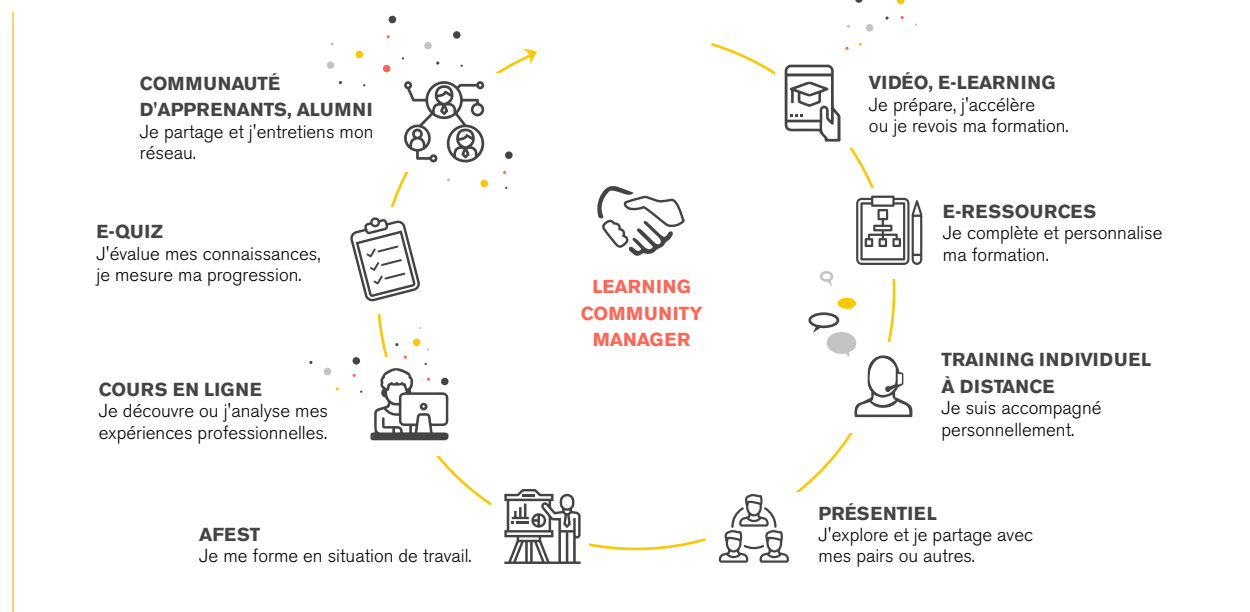 COMMUNAUTÉ
D'APPRENANTS, ALUMNI
Je partage et j'entretiens mon
réseau.
VIDÉO, E-LEARNING
Je prépare, j'accélère
ou je revois ma formation.
E-RESSOURCES
Je complète et personnalise
ma formation.
E-QUIZ
J'évalue mes connaissances,
je mesure ma progression.
LEARNING
COMMUNITY
MANAGER
TRAINING INDIVIDUEL
À DISTANCE
Je suis accompagné
personnellement.
COURS EN LIGNE
Je découvre ou j'analyse mes
expériences professionnelles.
PRÉSENTIEL
J'explore et je partage avec
mes pairs ou autres.
AFEST
Je me forme en situation de travail.